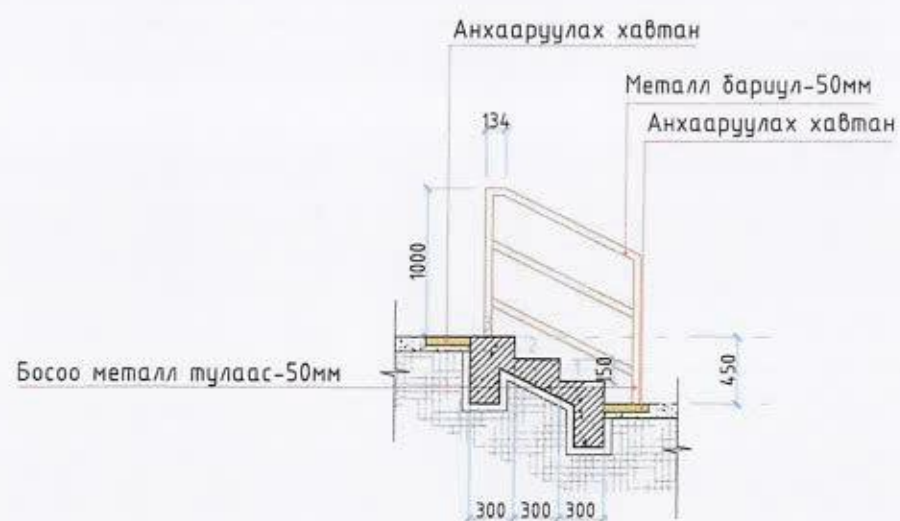 Анхааруулах хавтан
Металл бариул-50мм
134
Анхааруулах хавтан
1000
Босоо металл тулаас-50мм
150
450
300 300 300